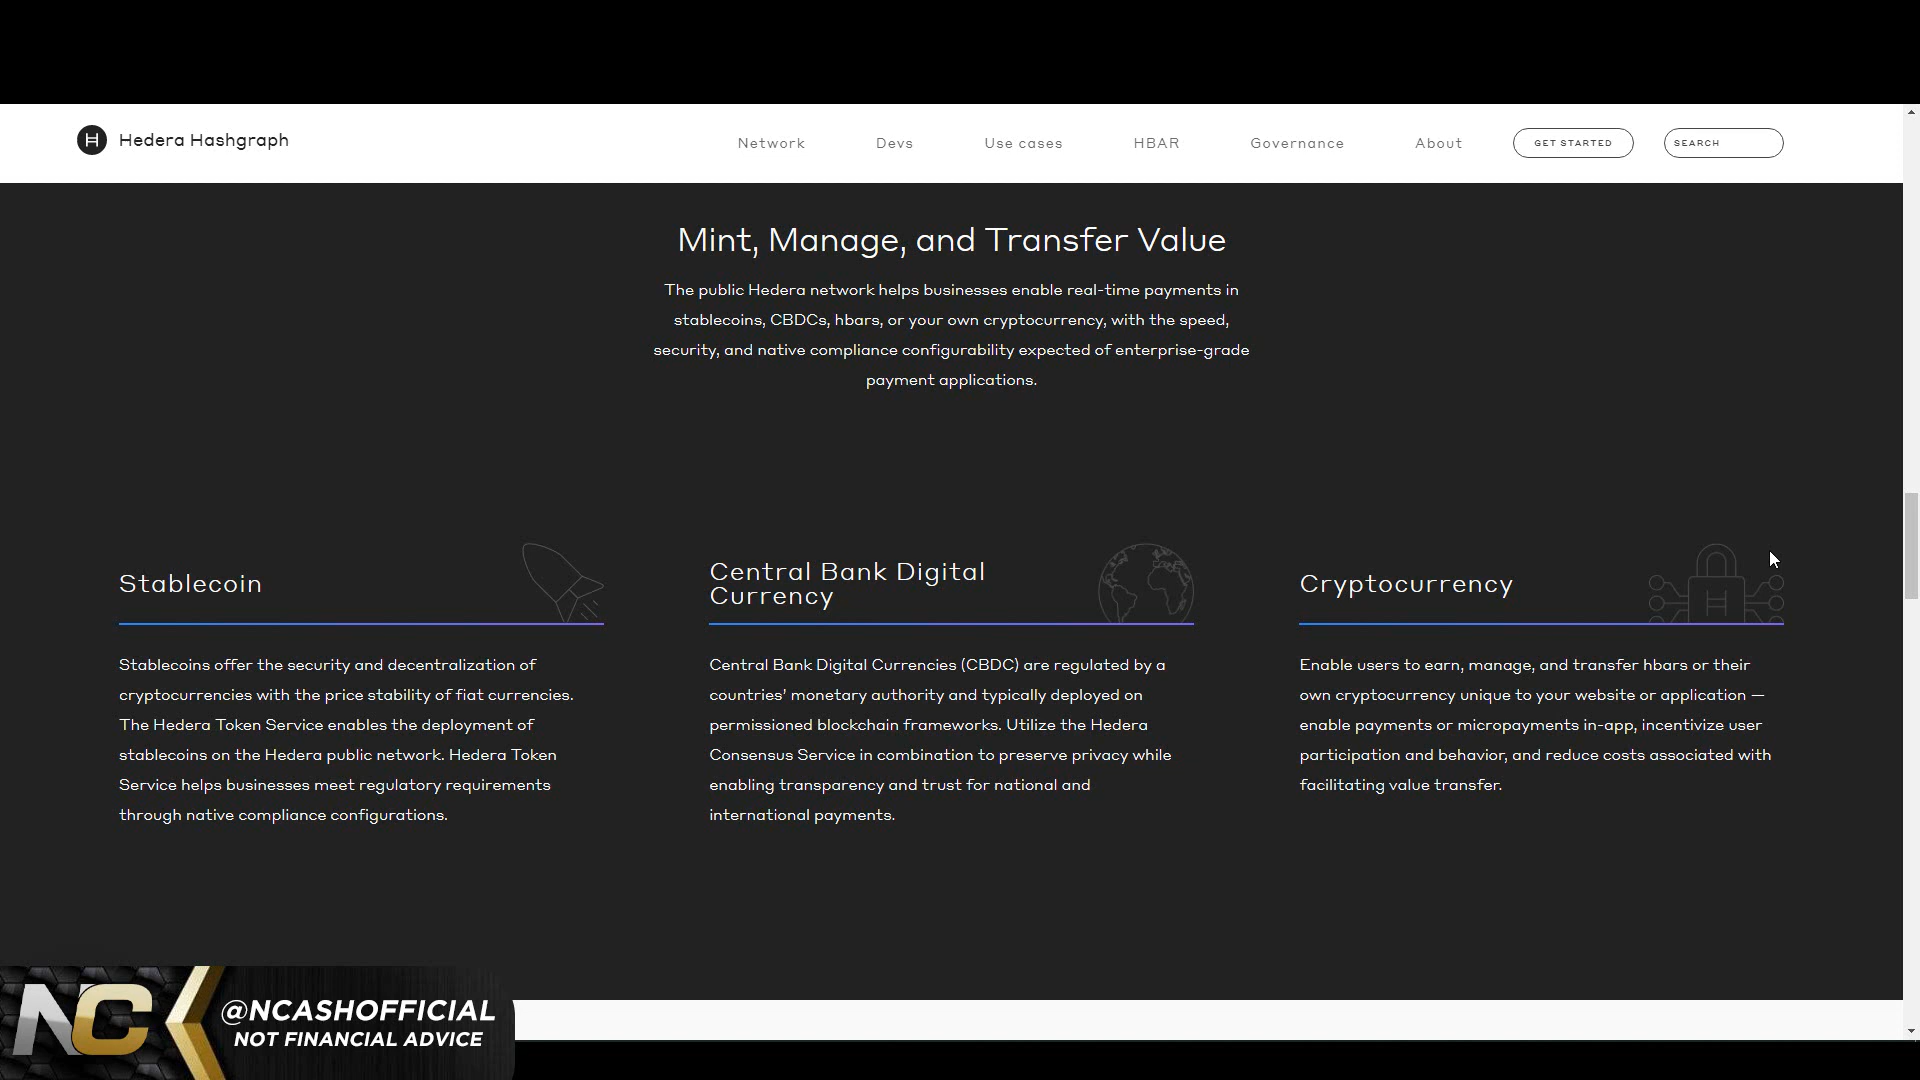 Hedera Hashgraph
Network Devs Use cases HBAR Governance About GET STARTED SEARCH
Mint, Manage, and Transfer Value
The public Hedera network helps businesses enable real-time payments in
stablecoins, CBDCs, hbars, or your own cryptocurrency, with the speed,
security, and native compliance configurability expected of enterprise-grade
payment applications.
Stablecoin
Stablecoins offer the security and decentralization of
cryptocurrencies with the price stability of fiat currencies.
The Hedera Token Service enables the deployment of
stablecoins on the Hedera public network. Hedera Token
Service helps businesses meet regulatory requirements
through native compliance configurations.
Central Bank Digital
Currency
Central Bank Digital Currencies (CBDC) are regulated by a
countries' monetary authority and typically deployed on
permissioned blockchain frameworks. Utilize the Hedera
Consensus Service in combination to preserve privacy while
enabling transparency and trust for national and
international payments.
Cryptocurrency
Enable users to earn, manage, and transfer hbars or their
own cryptocurrency unique to your website or application —
enable payments or micropayments in-app, incentivize user
participation and behavior, and reduce costs associated with
facilitating value transfer.
NC
@NCASHOFFICIAL
NOT FINANCIAL ADVICE